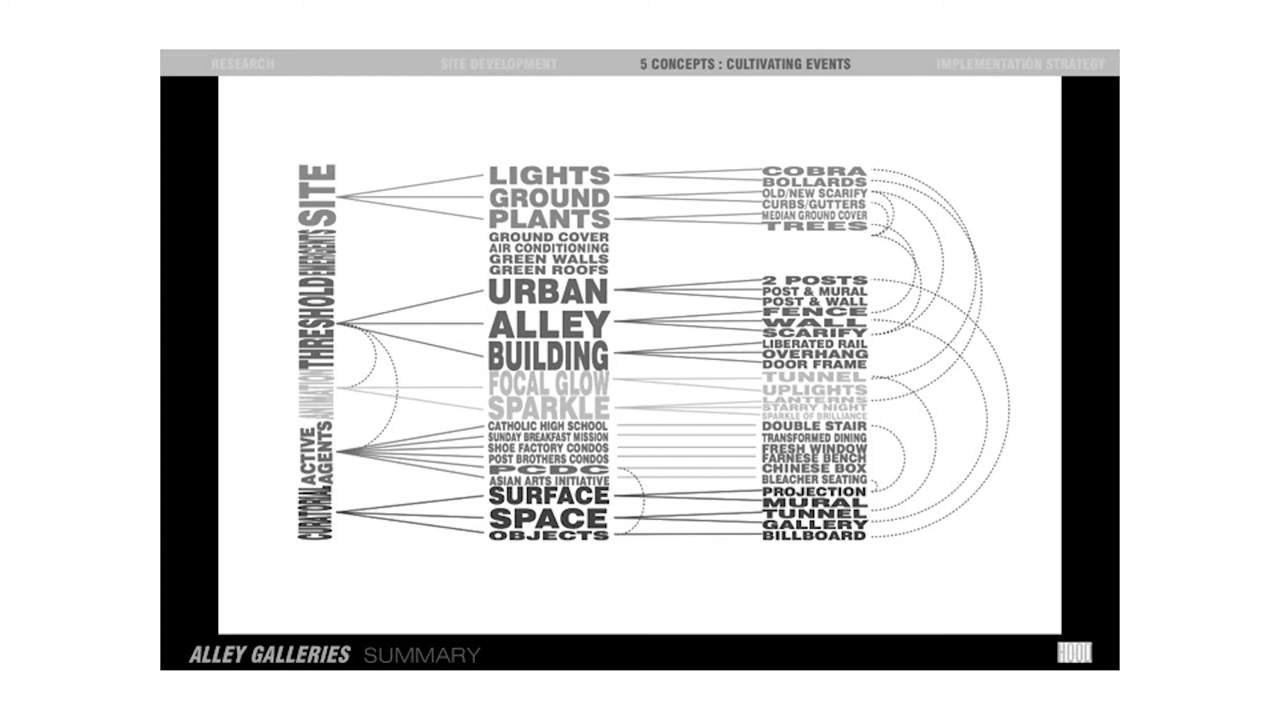 RESEARCH
SITE DEVELOPMENT
5 CONCEPTS : CULTIVATING EVENTS
IMPLEMENTATION STRATEGY
SITE
EMERGENTS
THRESHOLD
ANIMATION
ACTIVE
AGENTS
CURATORIAL
LIGHTS
GROUND
PLANTS
GROUND COVER
AIR CONDITIONING
GREEN WALLS
GREEN ROOFS
URBAN
ALLEY
BUILDING
FOCAL GLOW
SPARKLE
CATHOLIC HIGH SCHOOL
SUNDAY BREAKFAST MISSION
SHOE FACTORY CONDOS
POST BROTHERS CONDOS
PCDC
ASIAN ARTS INITIATIVE
SURFACE
SPACE
OBJECTS
COBRA
BOLLARDS
OLD/NEW SCARIFY
CURBS/GUTTERS
MEDIAN GROUND COVER
TREES
2 POSTS
POST & MURAL
POST & WALL
FENCE
WALL
SCARIFY
LIBERATED RAIL
OVERHANG
DOOR FRAME
TUNNEL
UPLIGHTS
LANTERNS
STARRY NIGHT
SPARKLE OF BRILLIANCE
DOUBLE STAIR
TRANSFORMED DINING
FRESH WINDOW
FARNESE BENCH
CHINESE BOX
BLEACHER SEATING
PROJECTION
MURAL
TUNNEL
GALLERY
BILLBOARD
ALLEY GALLERIES SUMMARY
HOOD